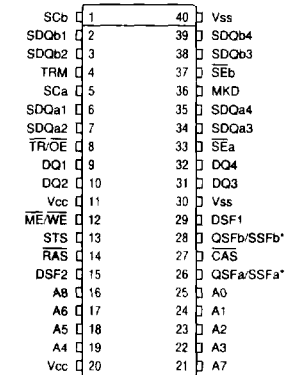 SCb 1 40 Vss
SDQb1 2 39 SDQb4
SDQb2 3 38 SDQb3
TRM 4 37 SEb
SCa 5 36 MKD
SDQa1 6 35 SDQa4
SDQa2 7 34 SDQa3
TR/OE 8 33 SEa
DQ1 9 32 DQ4
DQ2 10 31 DQ3
Vcc 11 30 Vss
ME/WE 12 29 DSF1
STS 13 28 QSFb/SSFb*
RAS 14 27 CAS
DSF2 15 26 QSFa/SSFa*
A8 16 25 A0
A6 17 24 A1
A5 18 23 A2
A4 19 22 A3
Vcc 20 21 A7